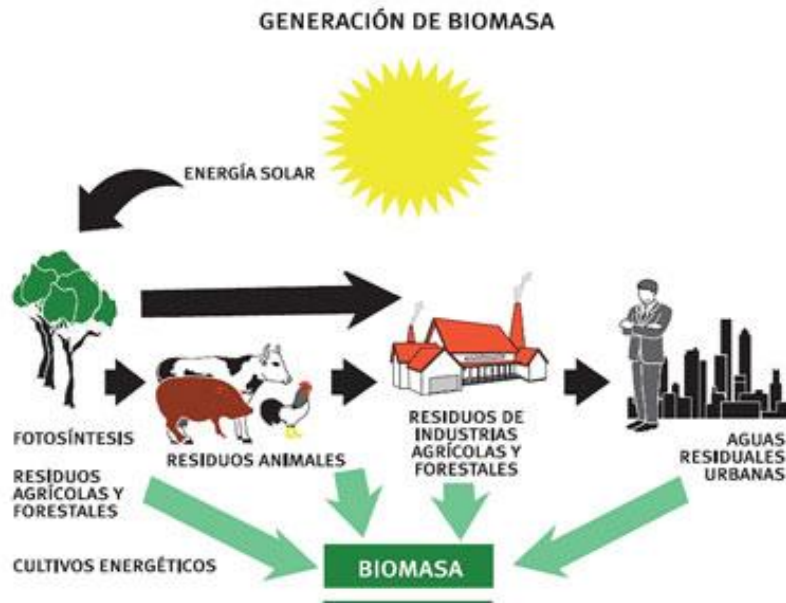 GENERACIÓN DE BIOMASA
ENERGÍA SOLAR
FOTOSÍNTESIS
RESIDUOS
AGRÍCOLAS Y
FORESTALES
CULTIVOS ENERGÉTICOS
RESIDUOS ANIMALES
RESIDUOS DE
INDUSTRIAS
AGRÍCOLAS Y
FORESTALES
AGUAS
RESIDUALES
URBANAS
BIOMASA